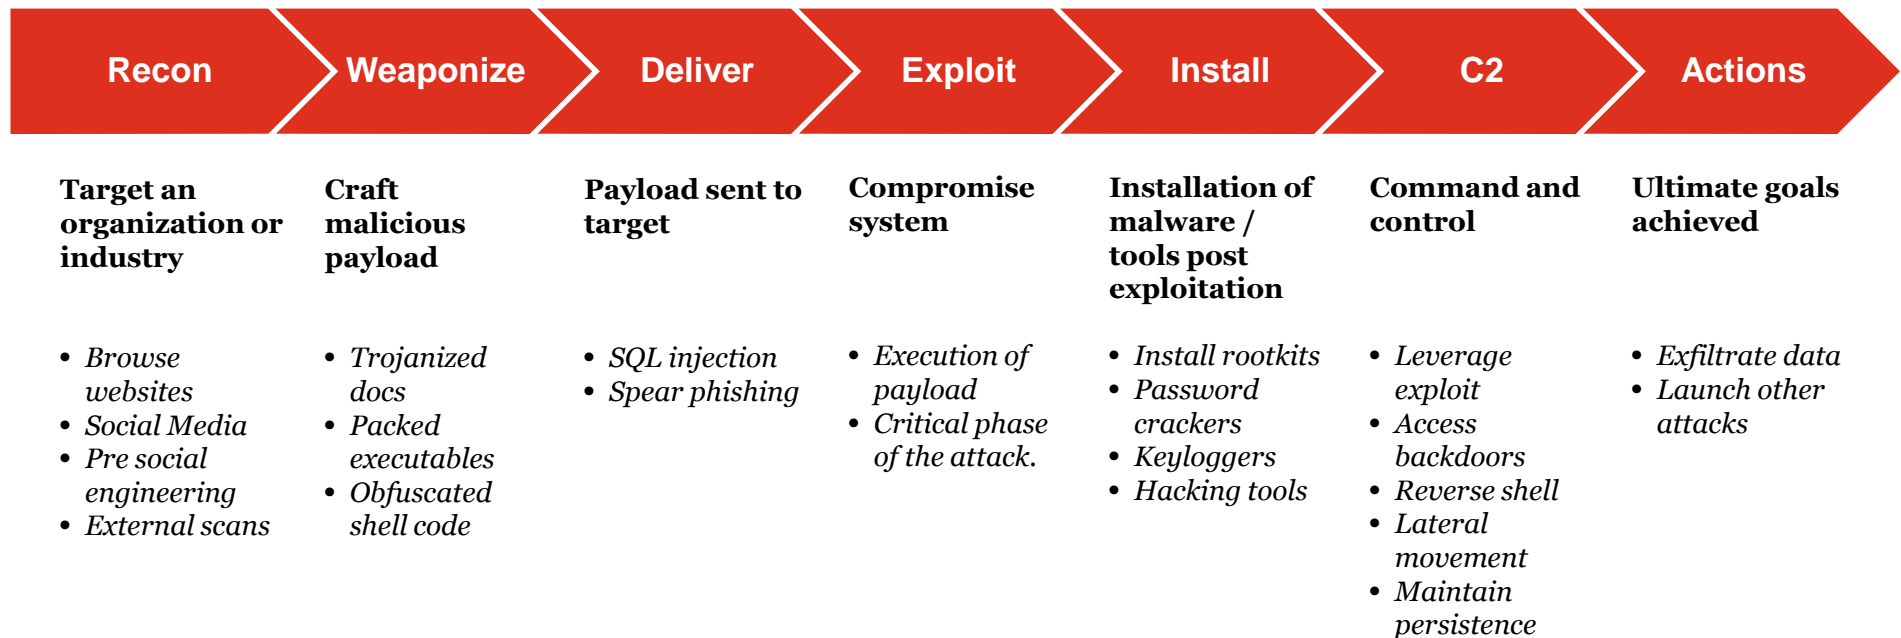 Recon
Weaponize
Deliver
Exploit
Install
C2
Actions
Target an
organization or
industry
• Browse
websites
• Social Media
• Pre social
engineering
• External scans
Craft
malicious
payload
• Trojanized
docs
• Packed
executables
• Obfuscated
shell code
Payload sent to
target
• SQL injection
• Spear phishing
Compromise
system
• Execution of
payload
• Critical phase
of the attack.
Installation of
malware /
tools post
exploitation
• Install rootkits
• Password
crackers
• Keyloggers
• Hacking tools
Command and
control
• Leverage
exploit
• Access
backdoors
• Reverse shell
• Lateral
movement
• Maintain
persistence
Ultimate goals
achieved
• Exfiltrate data
• Launch other
attacks